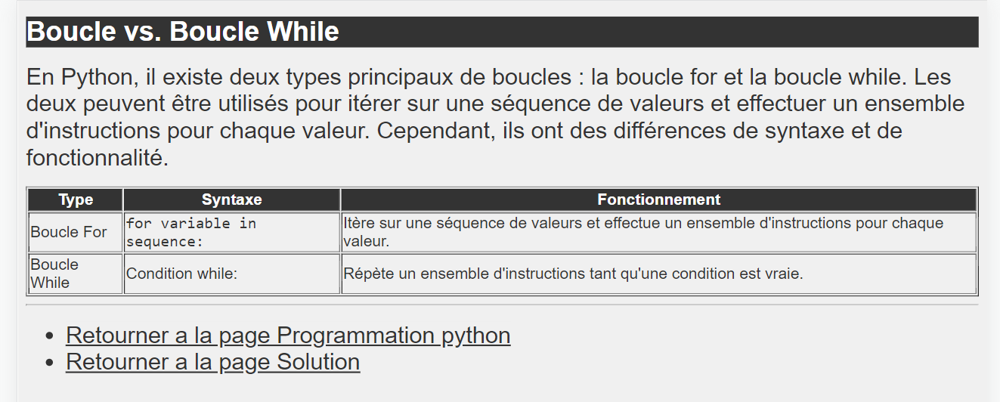 Boucle vs. Boucle While
En Python, il existe deux types principaux de boucles : la boucle for et la boucle while. Les
deux peuvent être utilisés pour itérer sur une séquence de valeurs et effectuer un ensemble
d'instructions pour chaque valeur. Cependant, ils ont des différences de syntaxe et de
fonctionnalité.
Type Syntaxe Fonctionnement
Boucle For
for variable in
sequence:
Itère sur une séquence de valeurs et effectue un ensemble d'instructions pour chaque
valeur.
Boucle
While
Condition while:
Répète un ensemble d'instructions tant qu'une condition est vraie.
Retourner a la page Programmation python
Retourner a la page Solution